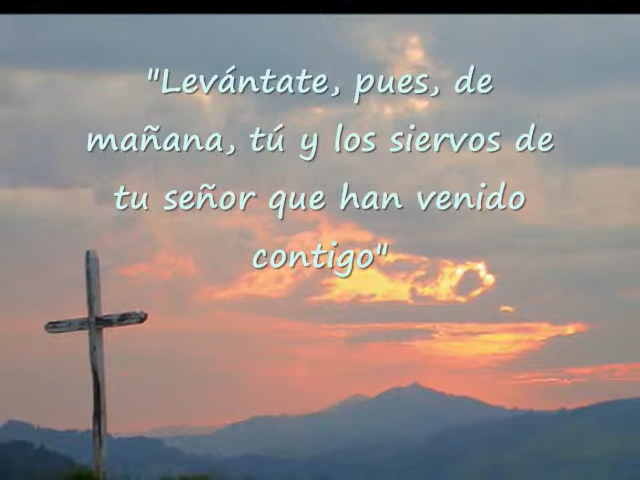 "Levántate, pues, de
mañana, tú y los siervos de
tu señor que han venido
contigo"